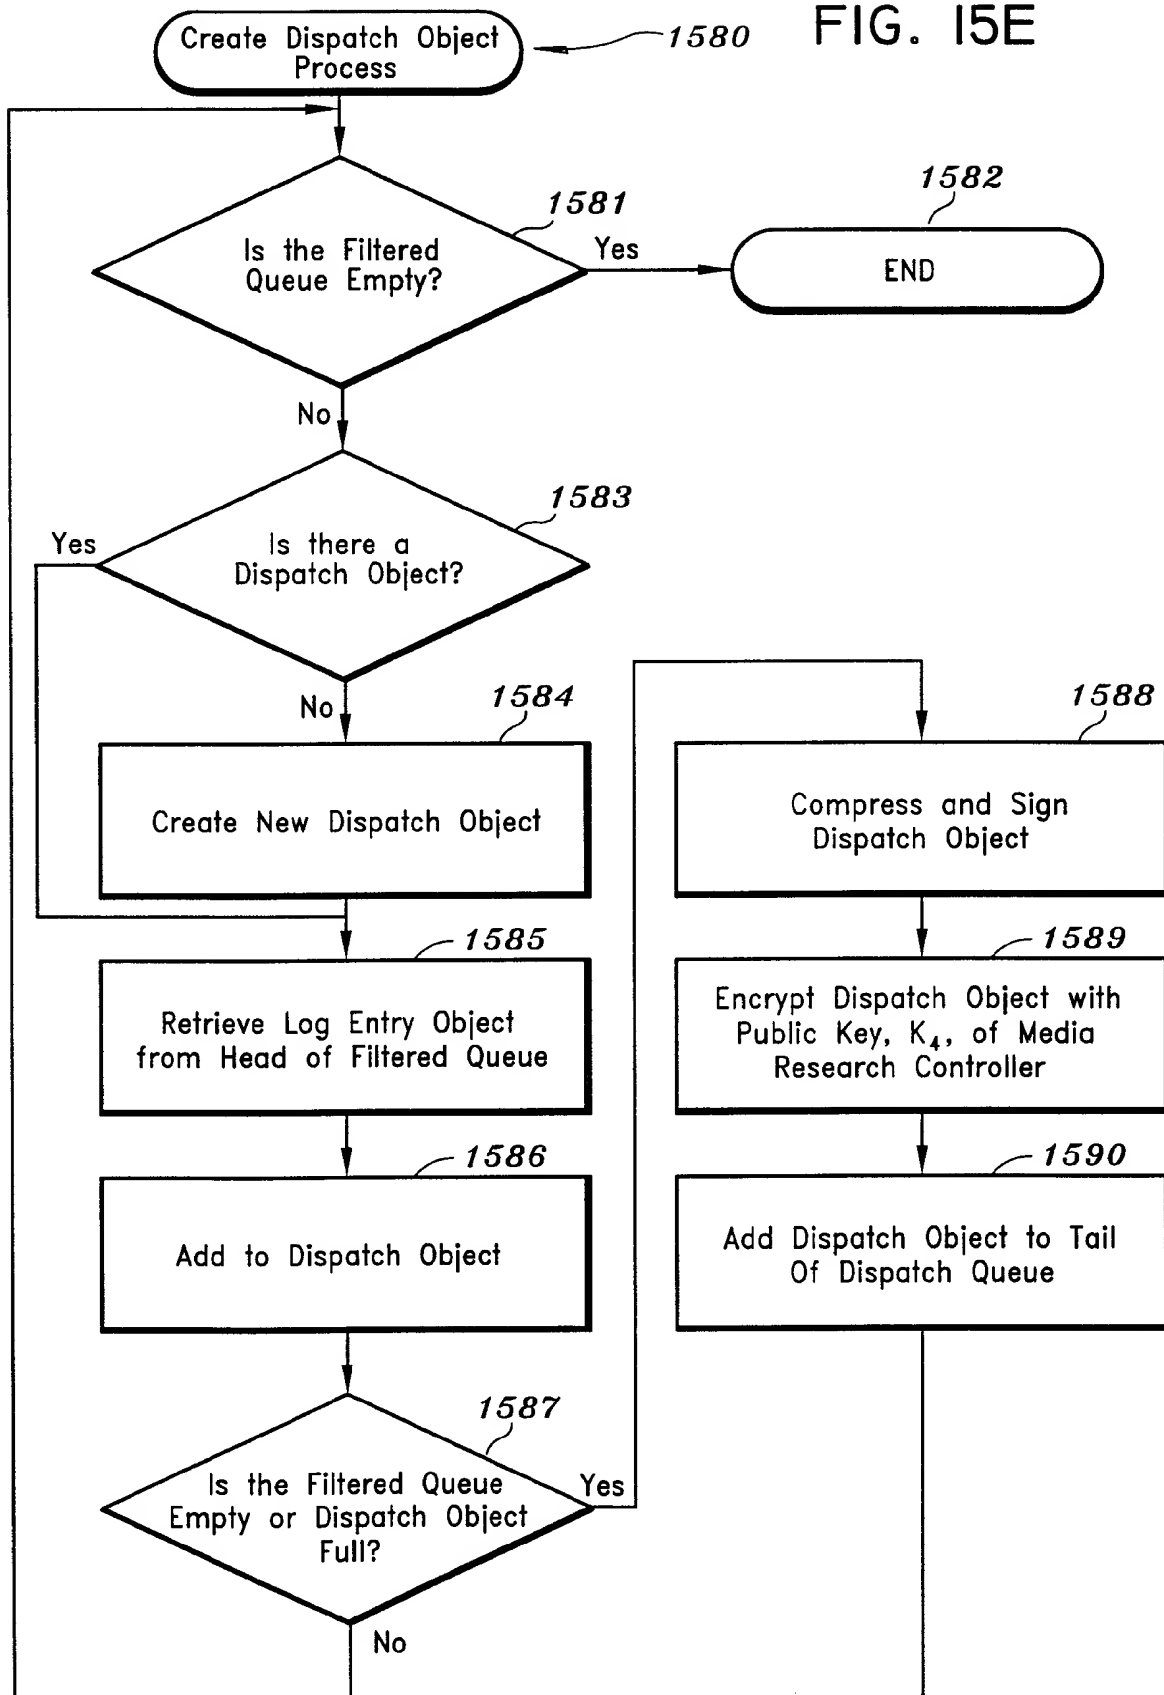 FIG. 15E
Create Dispatch Object
Process
1580
1581
Is the Filtered
Queue Empty?
Yes
1582
END
No
1583
Yes
Is there a
Dispatch Object?
No
1584
Create New Dispatch Object
1585
Retrieve Log Entry Object
from Head of Filtered Queue
1586
Add to Dispatch Object
1587
Is the Filtered Queue
Empty or Dispatch Object
Full?
Yes
No
1588
Compress and Sign
Dispatch Object
1589
Encrypt Dispatch Object with
Public Key, K₄, of Media
Research Controller
1590
Add Dispatch Object to Tail
Of Dispatch Queue